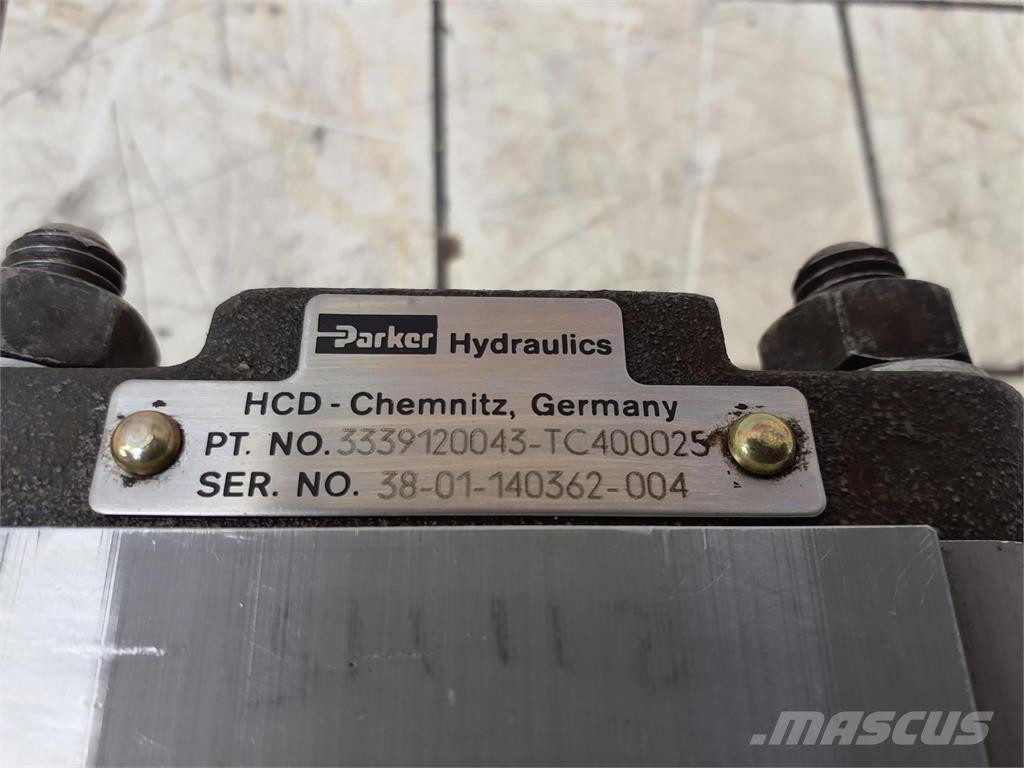 Parker Hydraulics
HCD - Chemnitz, Germany
PT. NO. 3339120043-TC400025
SER. NO. 38-01-140362-004
MASCUS